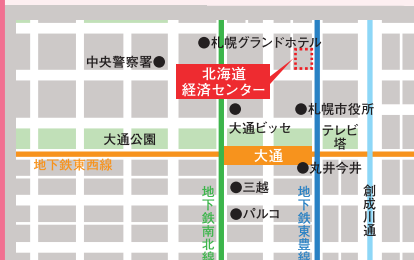 札幌グランドホテル
中央警察署
北海道
経済センター
札幌市役所
大通ビッセ
テレビ
塔
大通公園
大通
地下鉄東西線
丸井今井
三越
パルコ
地下鉄南北線
地下鉄東豊線
創成川通